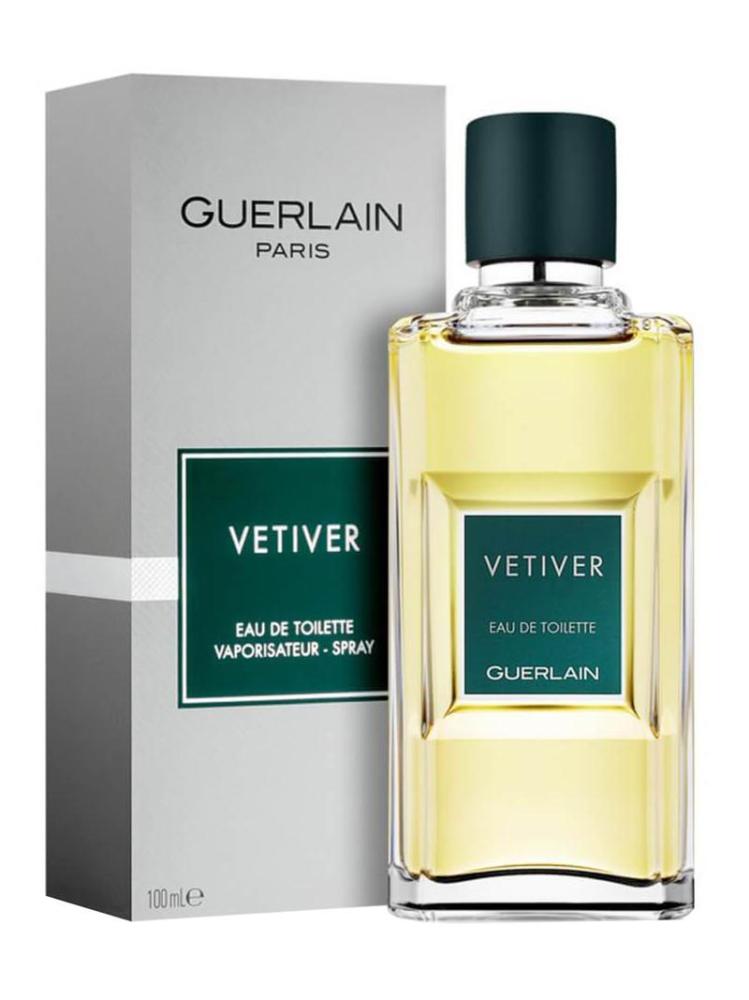 GUERLAIN
PARIS
VETIVER
EAU DE TOILETTE
VAPORISATEUR - SPRAY
100 mL℮
VETIVER
EAU DE TOILETTE
GUERLAIN